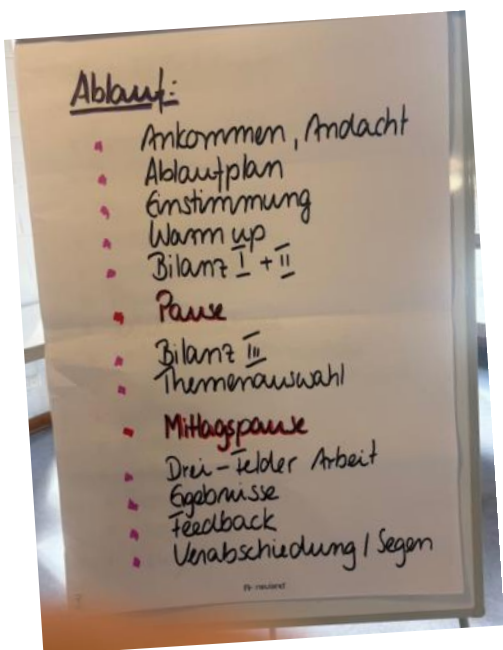 Ablauf:
Ankommen, Andacht
Ablaufplan
Einstimmung
Warm up
Bilanz I + II
Pause
Bilanz III
Themenauswahl
Mittagspause
Drei-Felder Arbeit
Ergebnisse
Feedback
Verabschiedung / Segen
neuland